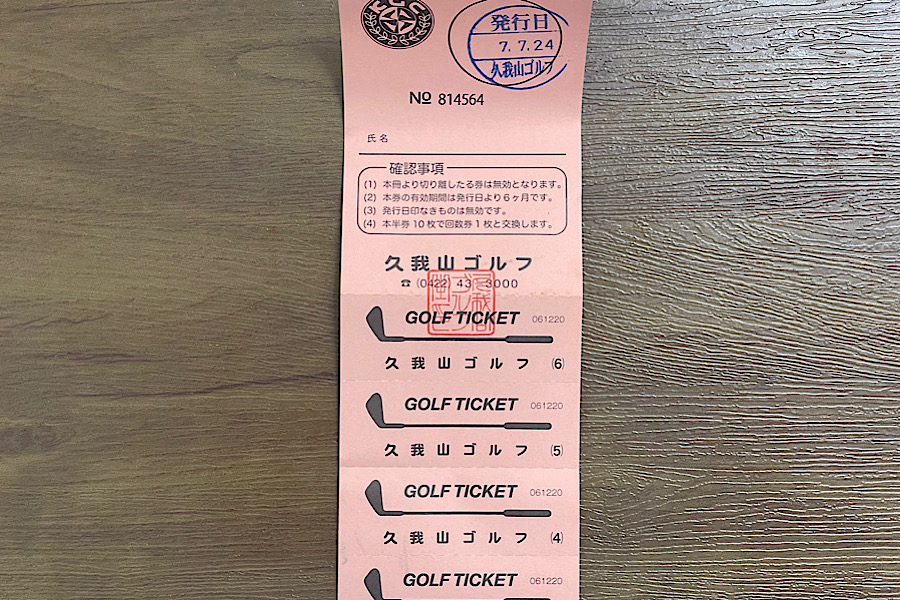 KGC
発行日
7.7.24
久我山ゴルフ
№ 814564
氏名
確認事項
(1) 本冊より切り離したる券は無効となります。
(2) 本券の有効期間は発行日より6ヶ月です。
(3) 発行日印なきものは無効です。
(4) 本半券10枚で回数券1枚と交換します。
久我山ゴルフ
☎ (0422) 43-3000
GOLF TICKET 061220
久我山ゴルフ (6)
GOLF TICKET 061220
久我山ゴルフ (5)
GOLF TICKET 061220
久我山ゴルフ (4)
GOLF TICKET 061220